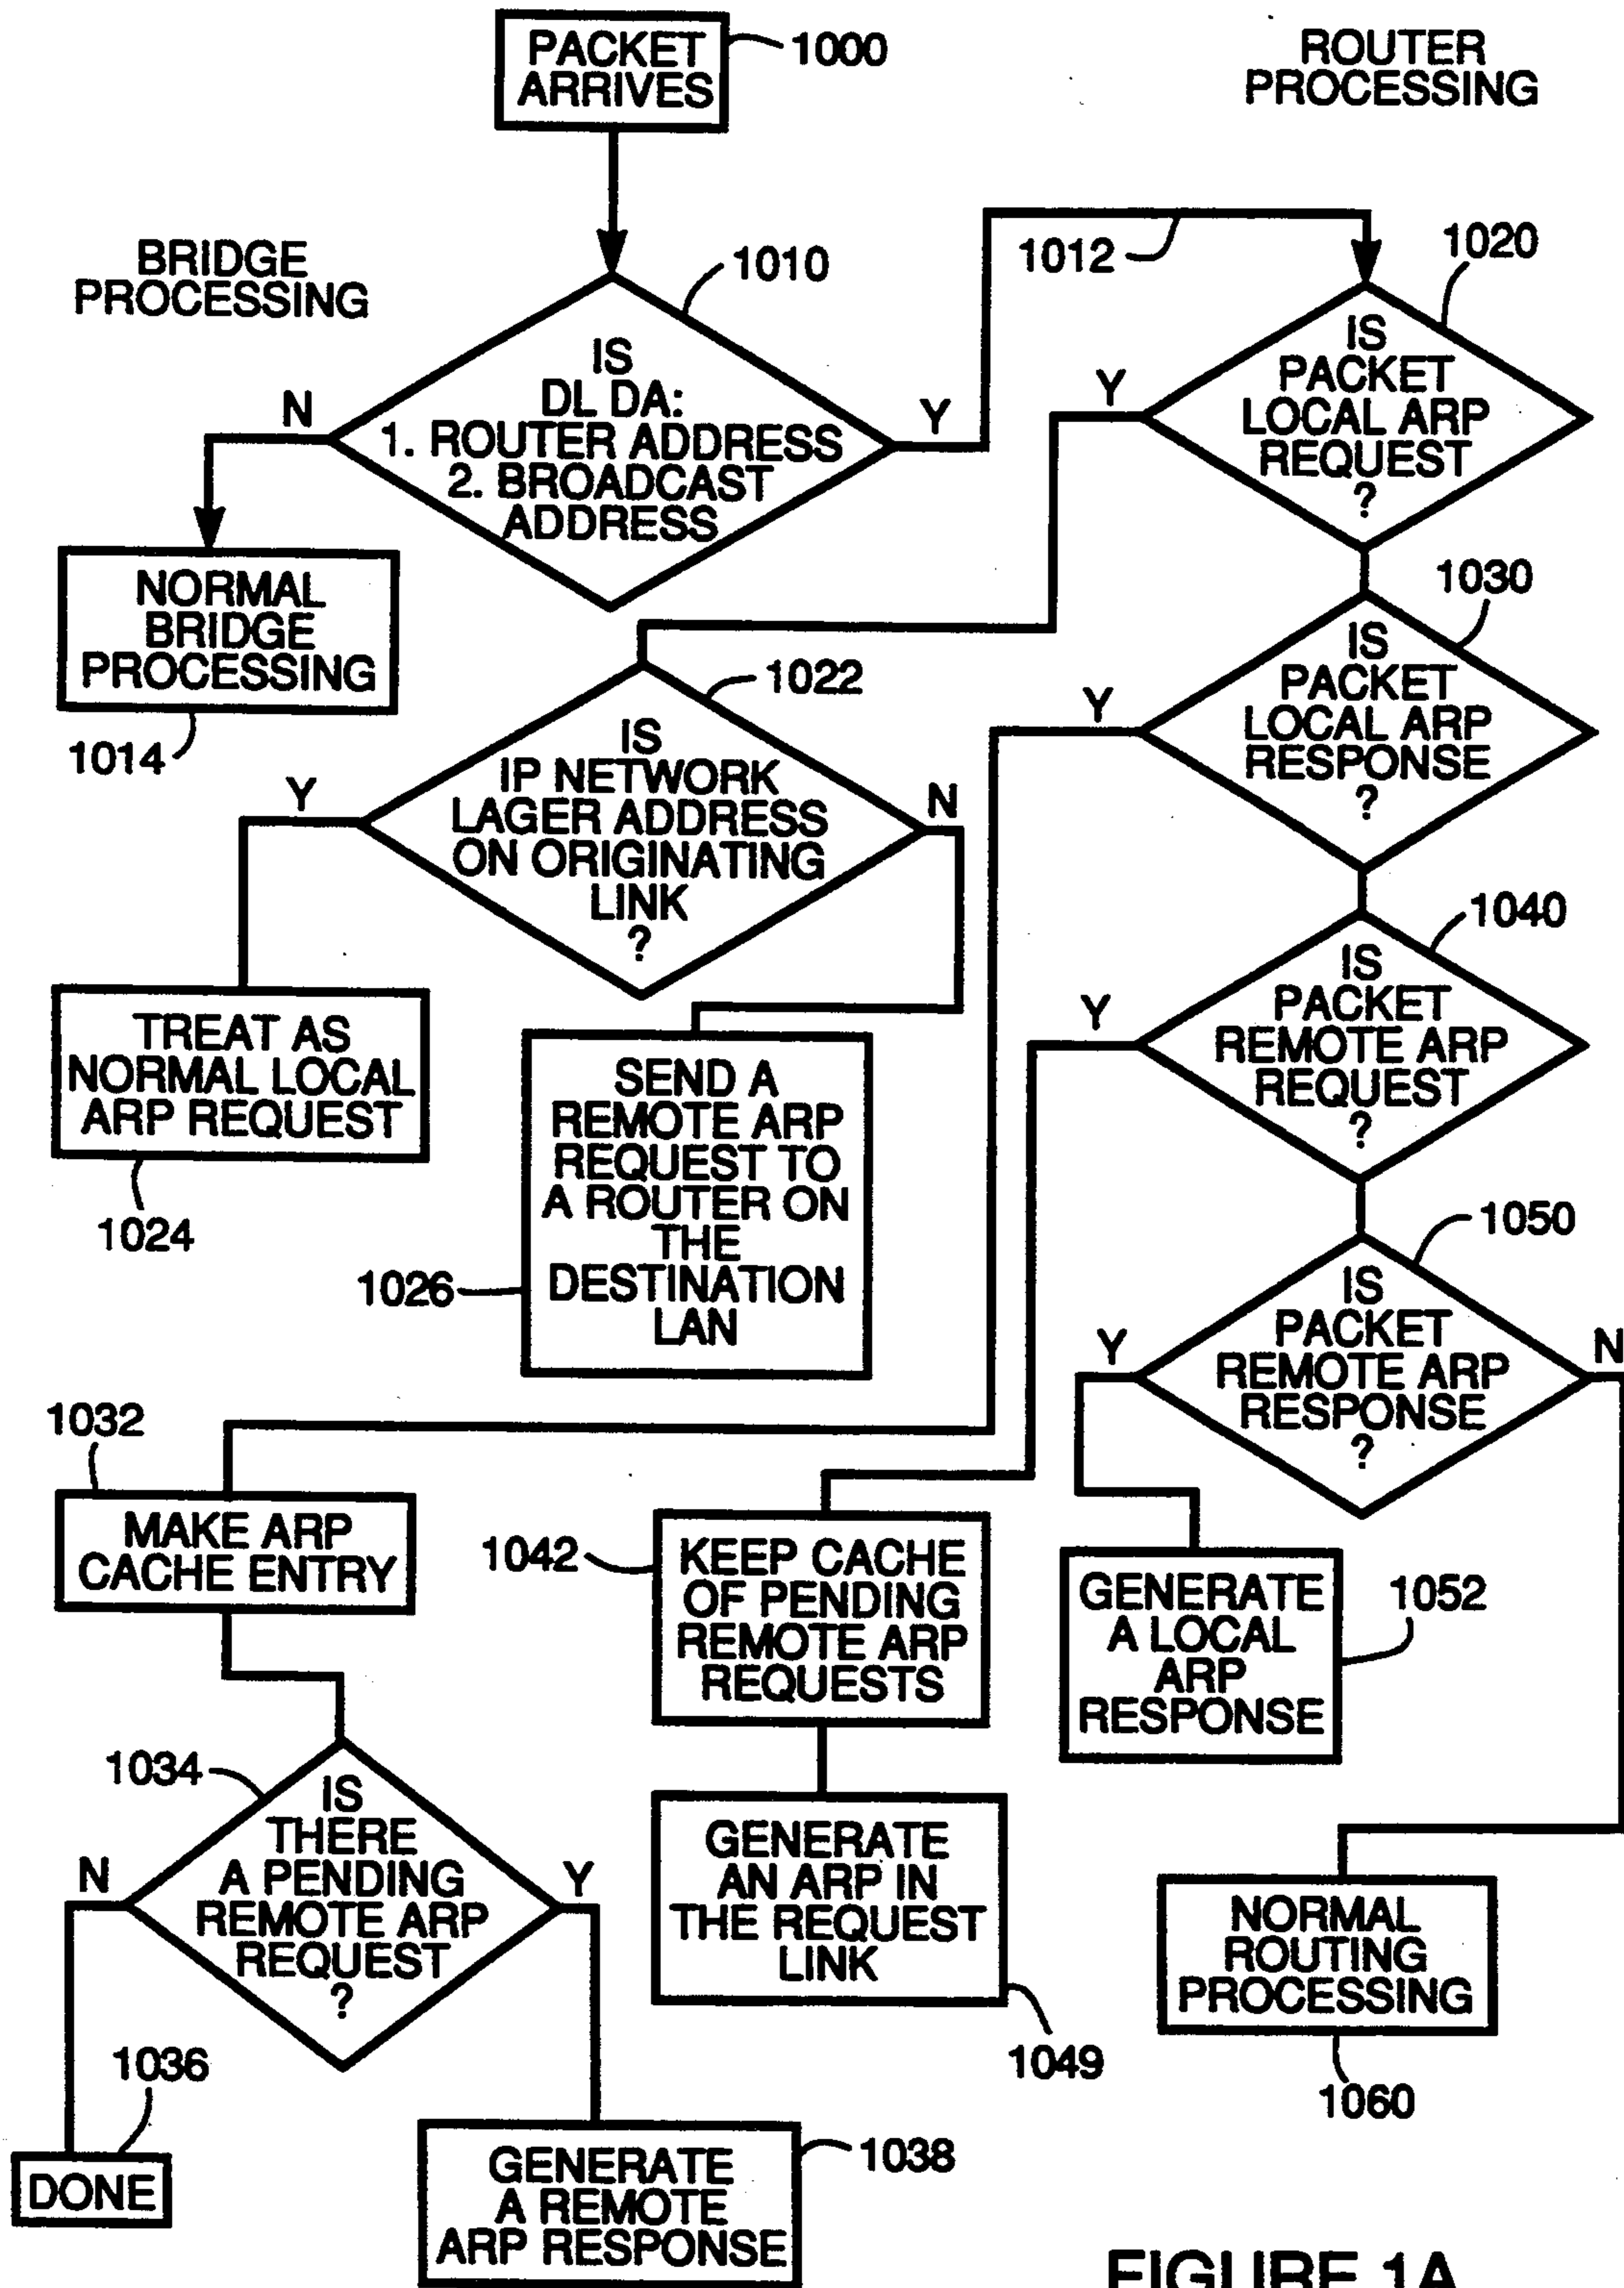 PACKET
ARRIVES
1000
ROUTER
PROCESSING
BRIDGE
PROCESSING
1010
IS
DL DA:
1. ROUTER ADDRESS
2. BROADCAST
ADDRESS
N
Y
1012
1020
IS
PACKET
LOCAL ARP
REQUEST
?
Y
NORMAL
BRIDGE
PROCESSING
1014
1022
IS
IP NETWORK
LAGER ADDRESS
ON ORIGINATING
LINK
?
Y
N
1030
IS
PACKET
LOCAL ARP
RESPONSE
?
Y
TREAT AS
NORMAL LOCAL
ARP REQUEST
1024
SEND A
REMOTE ARP
REQUEST TO
A ROUTER ON
THE
DESTINATION
LAN
1026
1040
IS
PACKET
REMOTE ARP
REQUEST
?
Y
1050
IS
PACKET
REMOTE ARP
RESPONSE
?
Y
N
1032
MAKE ARP
CACHE ENTRY
1042
KEEP CACHE
OF PENDING
REMOTE ARP
REQUESTS
GENERATE
A LOCAL
ARP
RESPONSE
1052
1034
IS
THERE
A PENDING
REMOTE ARP
REQUEST
?
N
Y
GENERATE
AN ARP IN
THE REQUEST
LINK
1049
NORMAL
ROUTING
PROCESSING
1060
1036
DONE
GENERATE
A REMOTE
ARP RESPONSE
1038
FIGURE 1A